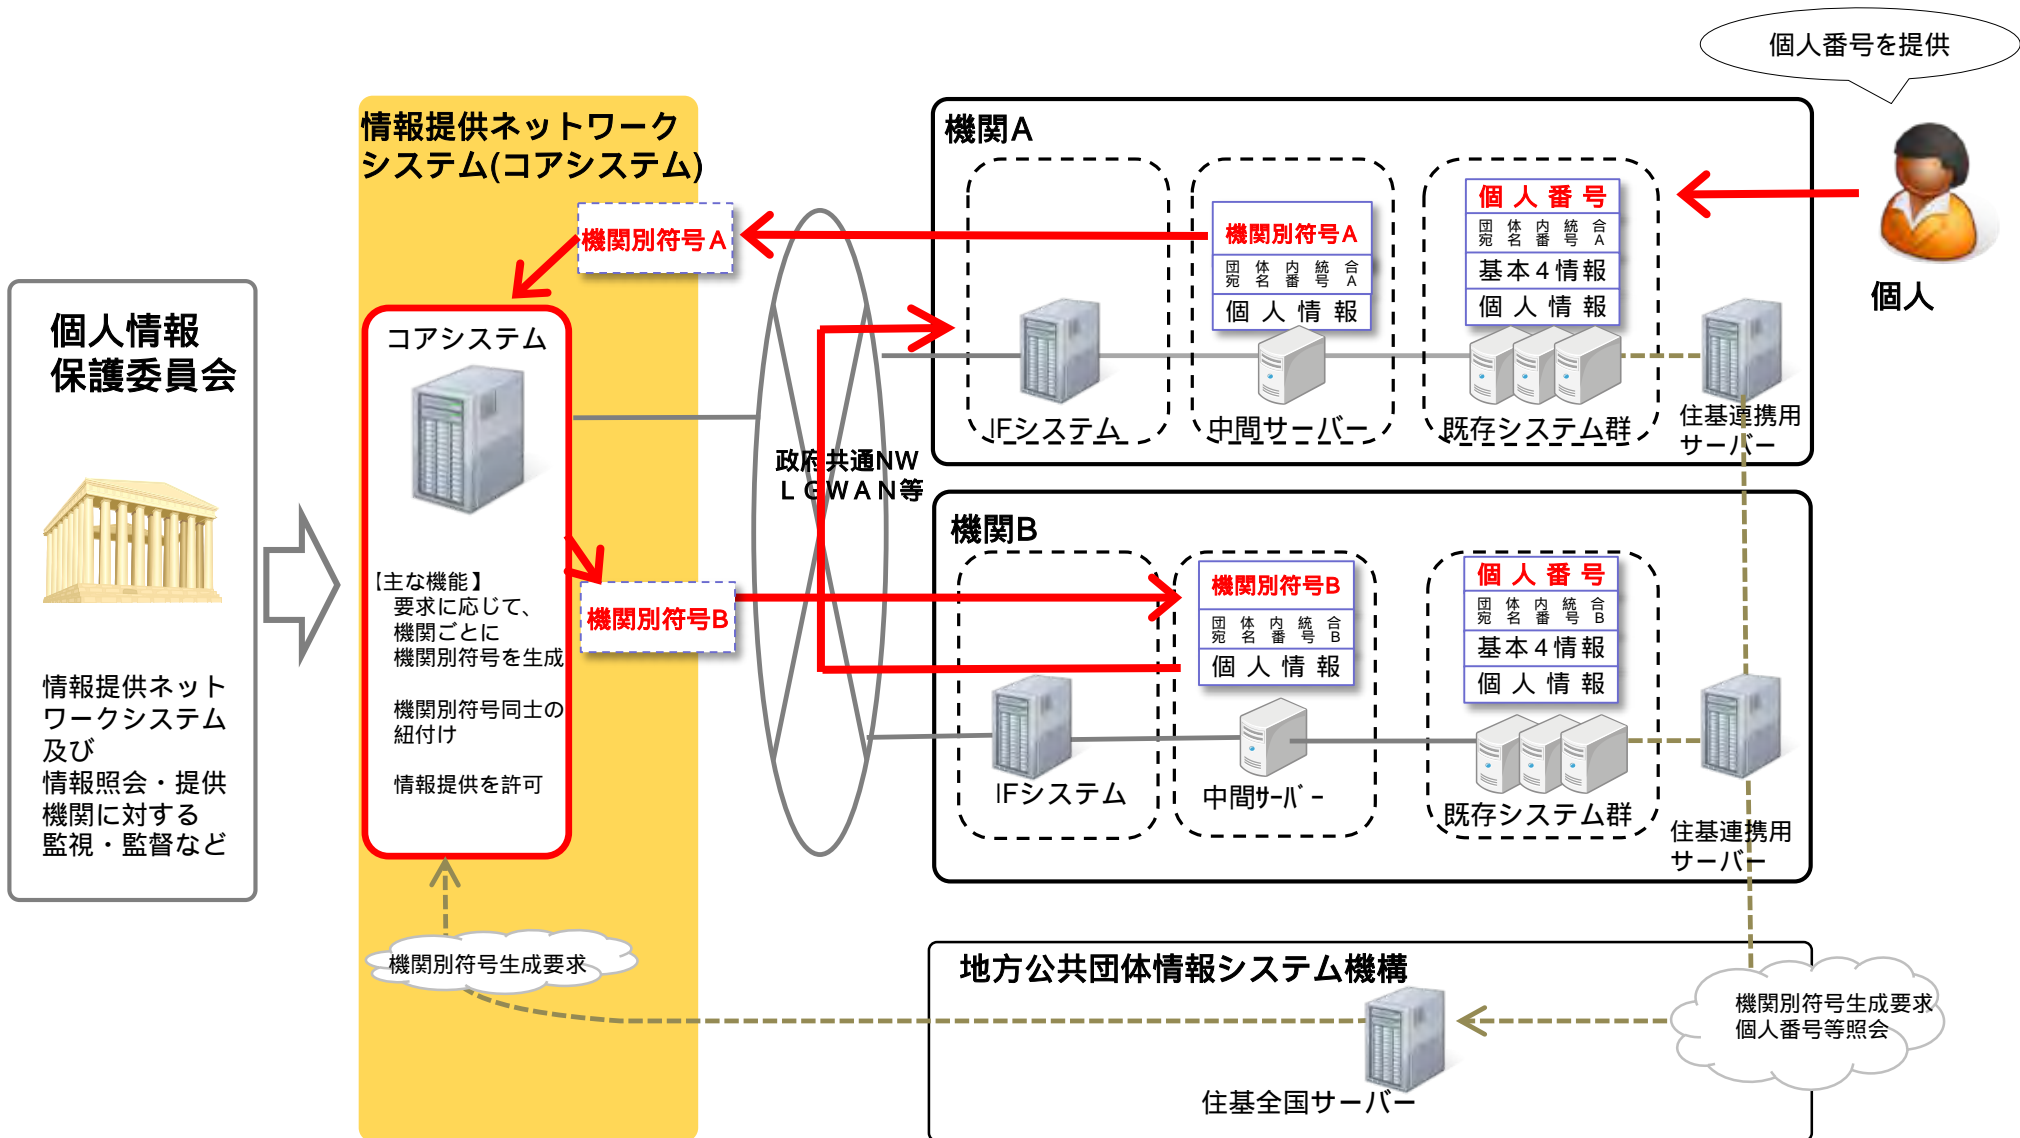 個人番号を提供
情報提供ネットワーク
システム(コアシステム)
機関別符号A
個人情報
保護委員会
情報提供ネット
ワークシステム
及び
情報照会・提供
機関に対する
監視・監督など
コアシステム
【主な機能】
要求に応じて、
機関ごとに
機関別符号を生成
機関別符号同士の
紐付け
情報提供を許可
機関別符号B
機関別符号生成要求
政府共通NW
LGWAN等
機関A
機関別符号A
団体内統合
宛名番号A
個人情報
個人番号
団体内統合
宛名番号A
基本4情報
個人情報
IFシステム
中間サーバー
既存システム群
住基連携用
サーバー
個人
機関B
機関別符号B
団体内統合
宛名番号B
個人情報
個人番号
団体内統合
宛名番号B
基本4情報
個人情報
IFシステム
中間ｻｰﾊﾞｰ
既存システム群
住基連携用
サーバー
地方公共団体情報システム機構
住基全国サーバー
機関別符号生成要求
個人番号等照会